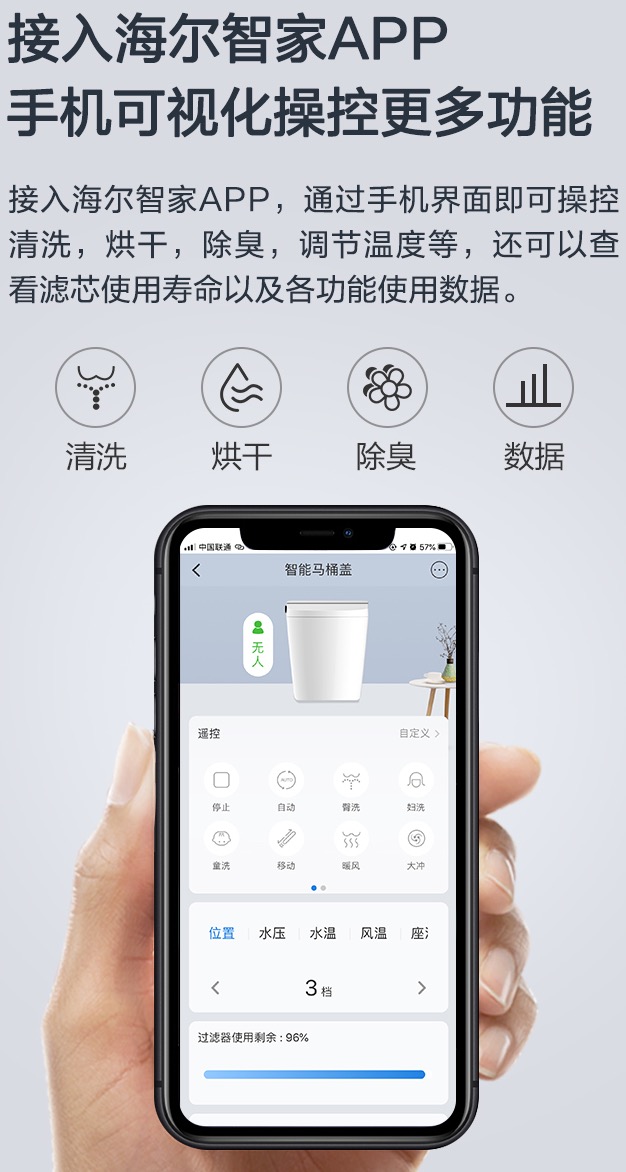 接入海尔智家APP
手机可视化操控更多功能
接入海尔智家APP，通过手机界面即可操控
清洗，烘干，除臭，调节温度等，还可以查
看滤芯使用寿命以及各功能使用数据。
清洗 烘干 除臭 数据
中国联通 57%
智能马桶盖
无人
遥控 自定义
停止 自动 臀洗 妇洗
AUTO
童洗 移动 暖风 大冲
位置 水压 水温 风温 座
3档
过滤器使用剩余：96%